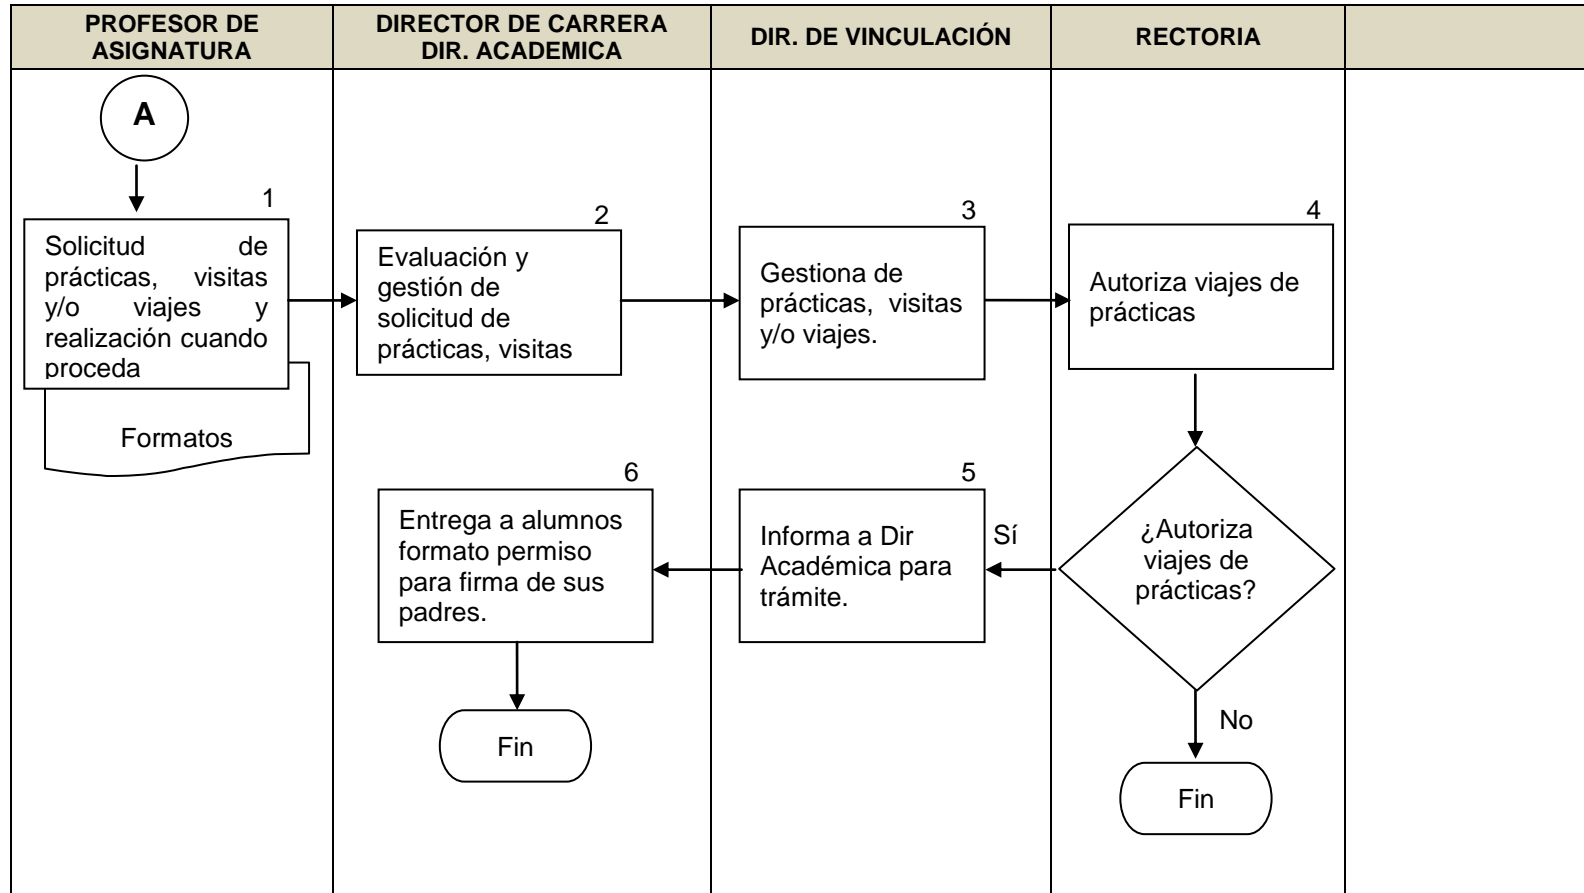 PROFESOR DE
ASIGNATURA
DIRECTOR DE CARRERA
DIR. ACADEMICA
DIR. DE VINCULACIÓN
RECTORIA
A
1
Solicitud de
prácticas, visitas
y/o viajes y
realización cuando
proceda
Formatos
2
Evaluación y
gestión de
solicitud de
prácticas, visitas
3
Gestiona de
prácticas, visitas
y/o viajes.
4
Autoriza viajes de
prácticas
¿Autoriza
viajes de
prácticas?
Sí
No
Fin
5
Informa a Dir
Académica para
trámite.
6
Entrega a alumnos
formato permiso
para firma de sus
padres.
Fin